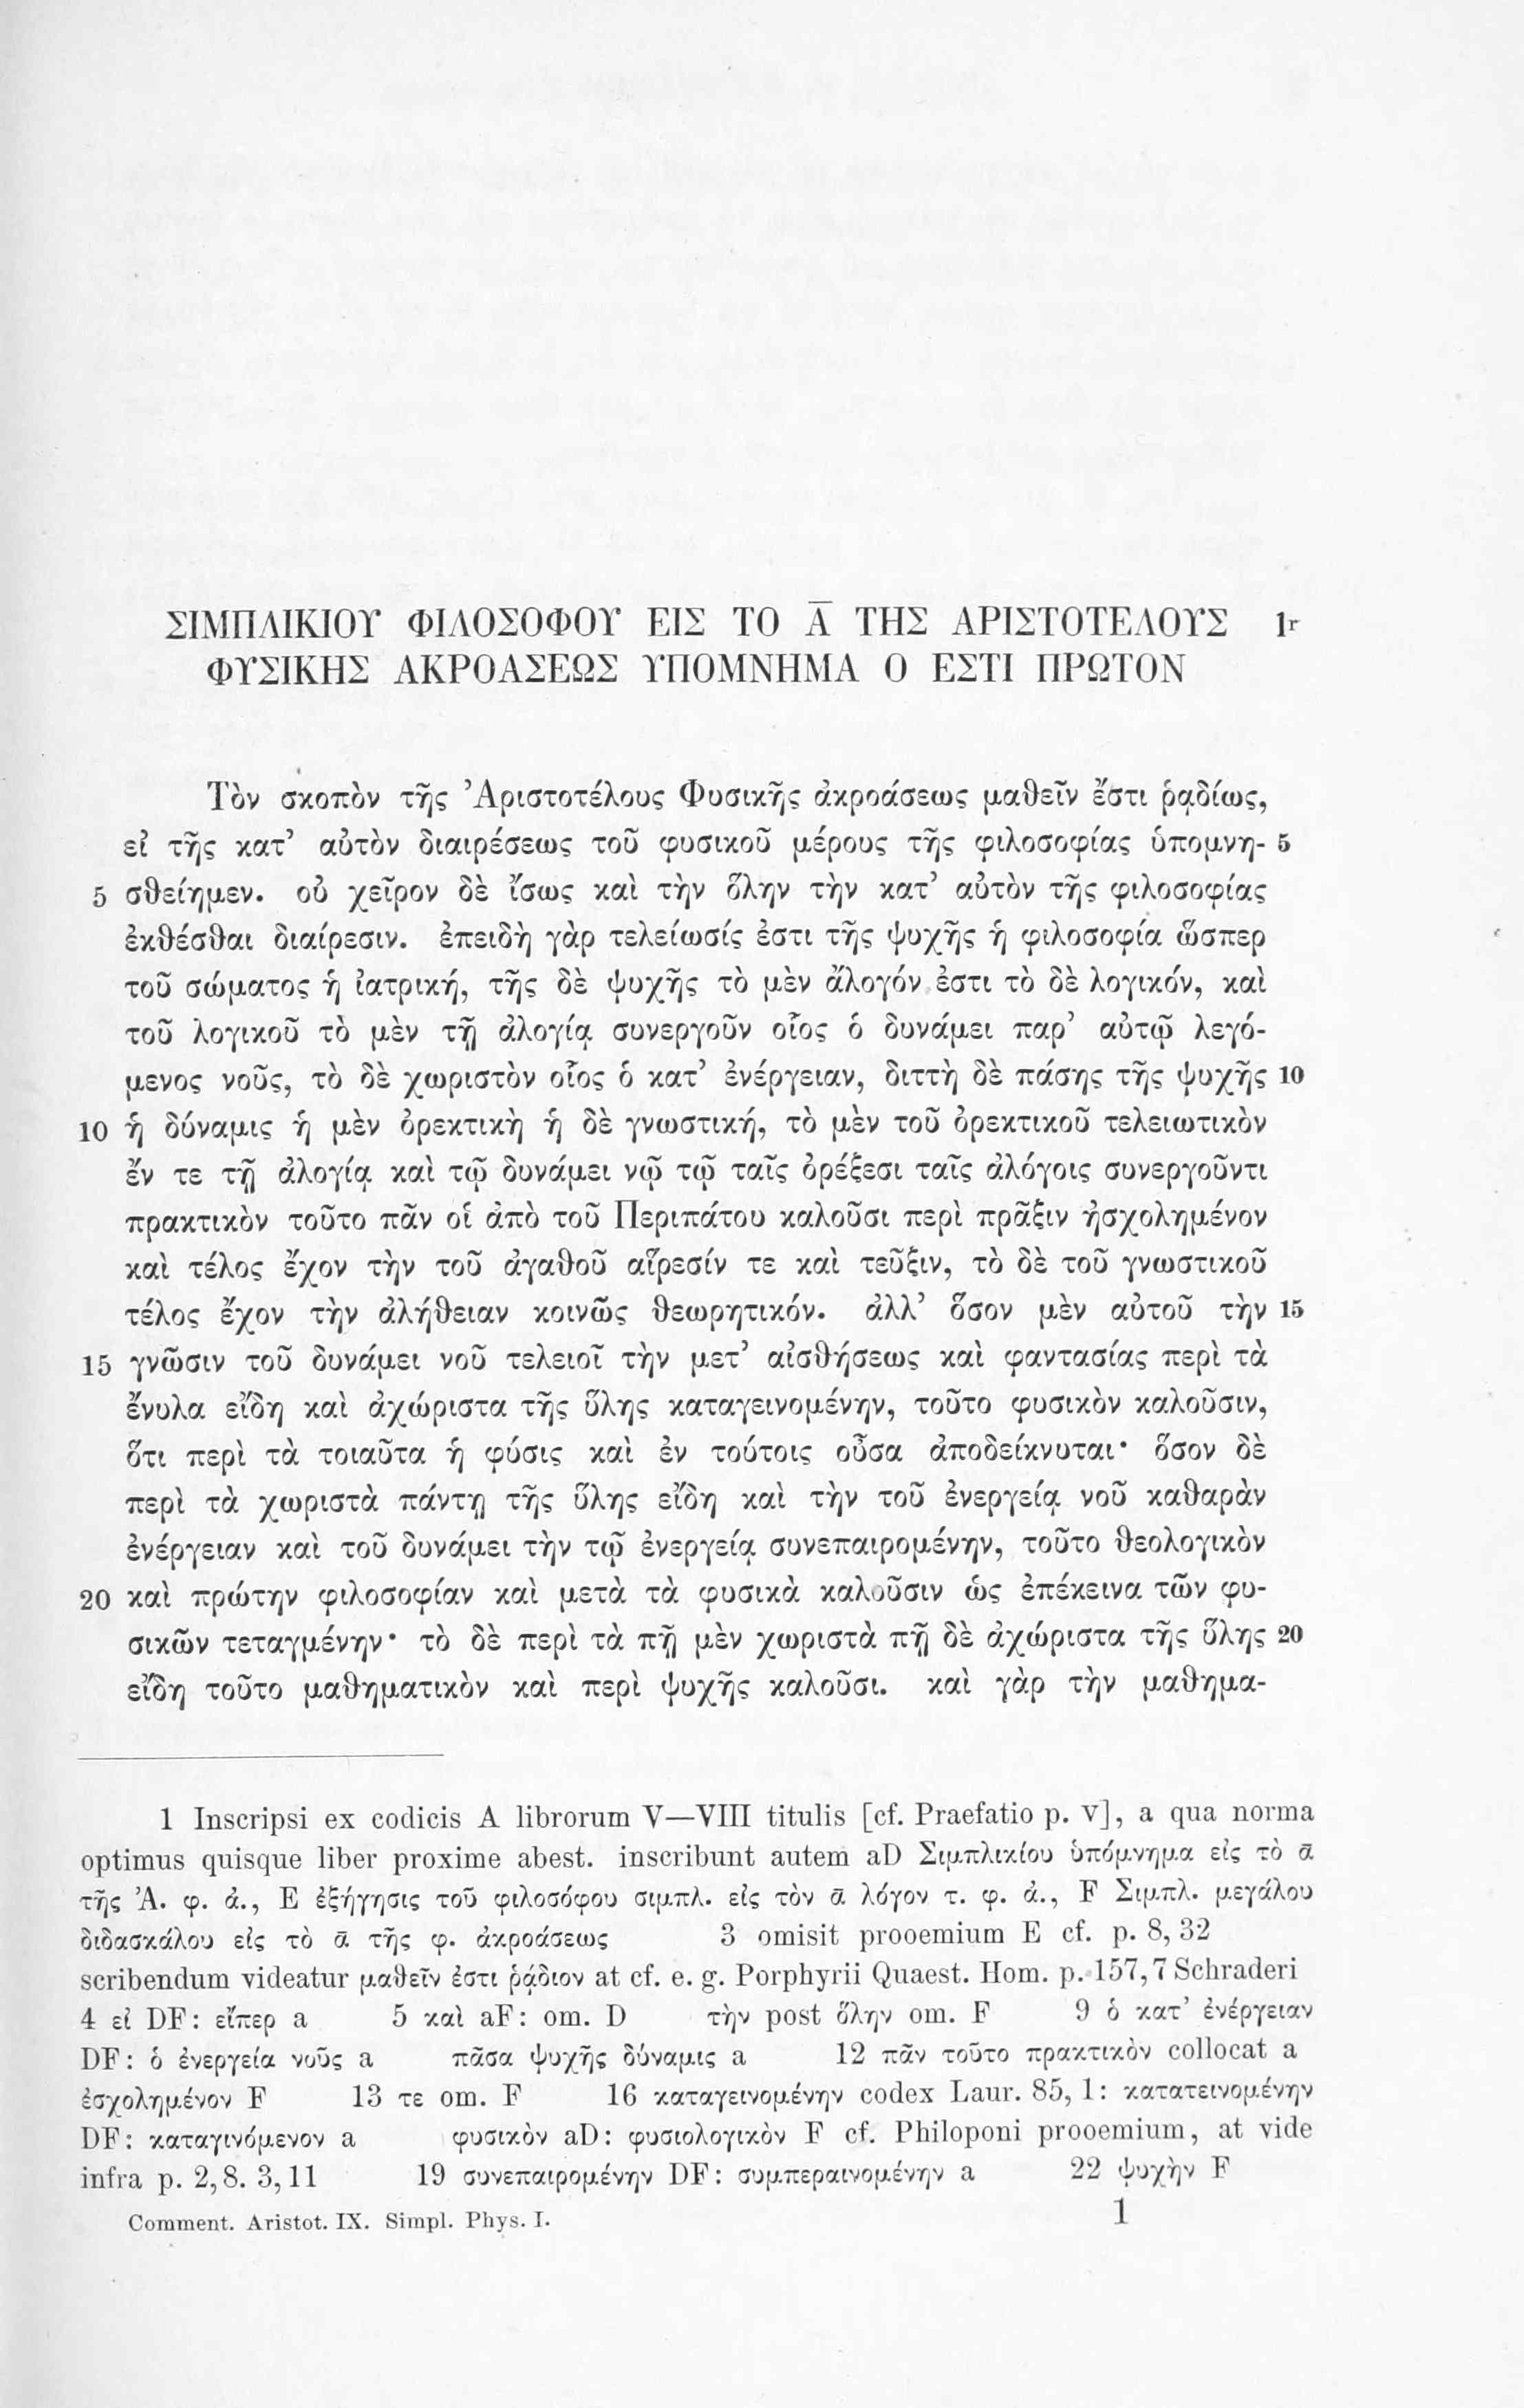 ΣΙΜΠΛΙΚΙΟΥ ΦΙΛΟΣΟΦΟΥ ΕΙΣ ΤΟ Α̅ ΤΗΣ ΑΡΙΣΤΟΤΕΛΟΥΣ 1r
ΦΥΣΙΚΗΣ ΑΚΡΟΑΣΕΩΣ ΥΠΟΜΝΗΜΑ Ο ΕΣΤΙ ΠΡΩΤΟΝ
Τὸν σκοπὸν τῆς Ἀριστοτέλους Φυσικῆς ἀκροάσεως μαθεῖν ἔστι ῥᾳδίως,
εἰ τῆς κατ’ αὐτὸν διαιρέσεως τοῦ φυσικοῦ μέρους τῆς φιλοσοφίας ὑπομνη- 5
5 σθείημεν. οὐ χεῖρον δὲ ἴσως καὶ τὴν ὅλην τὴν κατ’ αὐτὸν τῆς φιλοσοφίας
ἐκθέσθαι διαίρεσιν. ἐπειδὴ γὰρ τελείωσίς ἐστι τῆς ψυχῆς ἡ φιλοσοφία ὥσπερ
τοῦ σώματος ἡ ἰατρική, τῆς δὲ ψυχῆς τὸ μὲν ἄλογόν ἐστι τὸ δὲ λογικόν, καὶ
τοῦ λογικοῦ τὸ μὲν τῇ ἀλογίᾳ συνεργοῦν οἷος ὁ δυνάμει παρ’ αὐτῷ λεγό-
μενος νοῦς, τὸ δὲ χωριστὸν οἷος ὁ κατ’ ἐνέργειαν, διττὴ δὲ πάσης τῆς ψυχῆς 10
10 ἡ δύναμις ἡ μὲν ὀρεκτικὴ ἡ δὲ γνωστική, τὸ μὲν τοῦ ὀρεκτικοῦ τελειωτικὸν
ἔν τε τῇ ἀλογίᾳ καὶ τῷ δυνάμει νῷ τῷ ταῖς ὀρέξεσι ταῖς ἀλόγοις συνεργοῦντι
πρακτικὸν τοῦτο πᾶν οἱ ἀπὸ τοῦ Περιπάτου καλοῦσι περὶ πρᾶξιν ἠσχολημένον
καὶ τέλος ἔχον τὴν τοῦ ἀγαθοῦ αἵρεσίν τε καὶ τεῦξιν, τὸ δὲ τοῦ γνωστικοῦ
τέλος ἔχον τὴν ἀλήθειαν κοινῶς θεωρητικόν. ἀλλ’ ὅσον μὲν αὐτοῦ τὴν 15
15 γνῶσιν τοῦ δυνάμει νοῦ τελειοῖ τὴν μετ’ αἰσθήσεως καὶ φαντασίας περὶ τὰ
ἔνυλα εἴδη καὶ ἀχώριστα τῆς ὕλης καταγεινομένην, τοῦτο φυσικὸν καλοῦσιν,
ὅτι περὶ τὰ τοιαῦτα ἡ φύσις καὶ ἐν τούτοις οὖσα ἀποδείκνυται· ὅσον δὲ
περὶ τὰ χωριστὰ πάντῃ τῆς ὕλης εἴδη καὶ τὴν τοῦ ἐνεργείᾳ νοῦ καθαρὰν
ἐνέργειαν καὶ τοῦ δυνάμει τὴν τῷ ἐνεργείᾳ συνεπαιρομένην, τοῦτο θεολογικὸν
20 καὶ πρώτην φιλοσοφίαν καὶ μετὰ τὰ φυσικὰ καλοῦσιν ὡς ἐπέκεινα τῶν φυ-
σικῶν τεταγμένην· τὸ δὲ περὶ τὰ πῇ μὲν χωριστὰ πῇ δὲ ἀχώριστα τῆς ὕλης 20
εἴδη τοῦτο μαθηματικὸν καὶ περὶ ψυχῆς καλοῦσι. καὶ γὰρ τὴν μαθημα-
1 Inscripsi ex codicis A librorum V—VIII titulis [cf. Praefatio p. V], a qua norma
optimus quisque liber proxime abest. inscribunt autem aD Σιμπλικίου ὑπόμνημα εἰς τὸ α̅
τῆς Ἀ. φ. ἀ., E ἐξήγησις τοῦ φιλοσόφου σιμπλ. εἰς τὸν α̅ λόγον τ. φ. ἀ., F Σιμπλ. μεγάλου
διδασκάλου εἰς τὸ α̅ τῆς φ. ἀκροάσεως 3 omisit prooemium E cf. p. 8, 32
scribendum videatur μαθεῖν ἐστι ῥᾴδιον at cf. e. g. Porphyrii Quaest. Hom. p. 157,7 Schraderi
4 εἰ DF: εἴπερ a 5 καὶ aF: om. D τὴν post ὅλην om. F 9 ὁ κατ’ ἐνέργειαν
DF: ὁ ἐνεργείᾳ νοῦς a πᾶσα ψυχῆς δύναμις a 12 πᾶν τοῦτο πρακτικὸν collocat a
ἐσχολημένον F 13 τε om. F 16 καταγεινομένην codex Laur. 85, 1: κατατεινομένην
DF: καταγινόμενον a φυσικὸν aD: φυσιολογικὸν F cf. Philoponi prooemium, at vide
infra p. 2,8. 3,11 19 συνεπαιρομένην DF: συμπεραινομένην a 22 ψυχὴν F
Comment. Aristot. IX. Simpl. Phys. I. 1